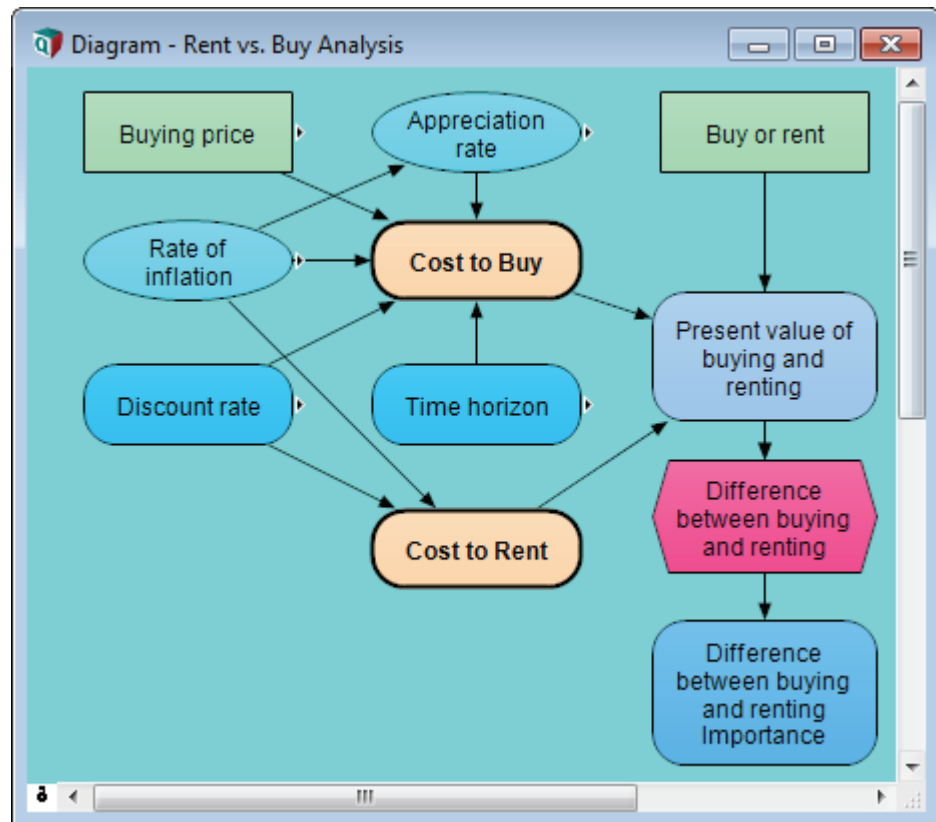 Diagram - Rent vs. Buy Analysis
Buying price
Appreciation
rate
Buy or rent
Rate of
inflation
Cost to Buy
Present value of
buying and
renting
Discount rate
Time horizon
Difference
between buying
and renting
Cost to Rent
Difference
between buying
and renting
Importance